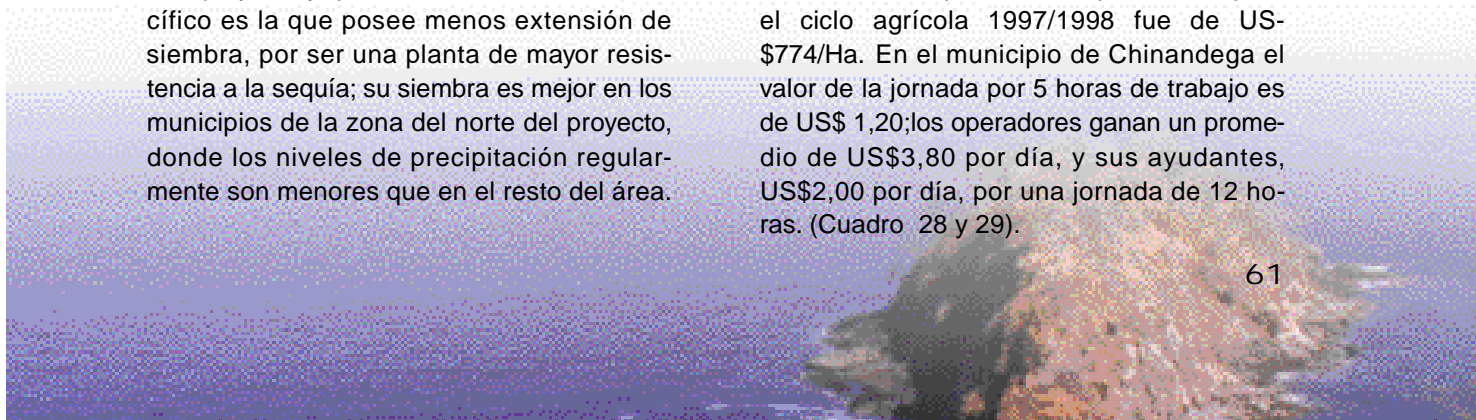 cífico es la que posee menos extensión de
siembra, por ser una planta de mayor resis-
tencia a la sequía; su siembra es mejor en los
municipios de la zona del norte del proyecto,
donde los niveles de precipitación regular-
mente son menores que en el resto del área.
el ciclo agrícola 1997/1998 fue de US-
$774/Ha. En el municipio de Chinandega el
valor de la jornada por 5 horas de trabajo es
de US$ 1,20;los operadores ganan un prome-
dio de US$3,80 por día, y sus ayudantes,
US$2,00 por día, por una jornada de 12 ho-
ras. (Cuadro 28 y 29).
61